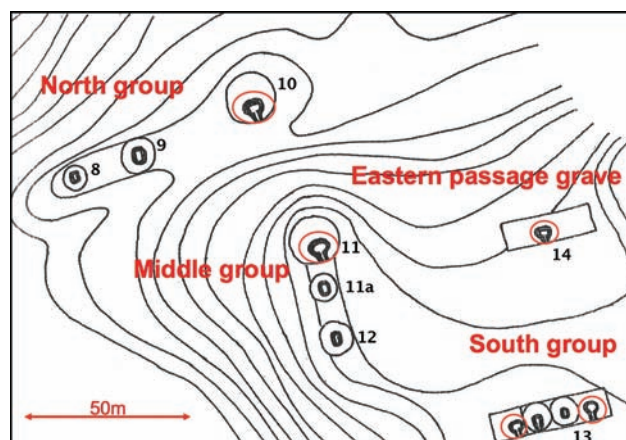 North group
10
9
8
Eastern passage grave
11
14
Middle group
11a
12
South group
50m
13